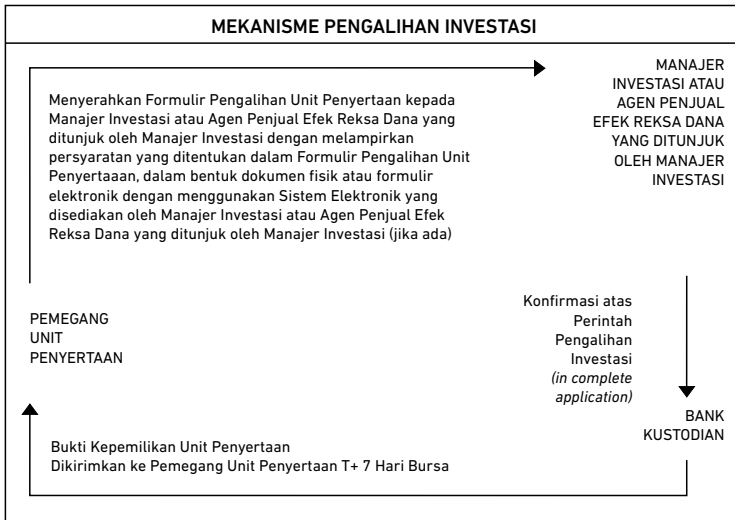 MEKANISME PENGALIHAN INVESTASI
Menyerahkan Formulir Pengalihan Unit Penyertaan kepada
Manajer Investasi atau Agen Penjual Efek Reksa Dana yang
ditunjuk oleh Manajer Investasi dengan melampirkan
persyaratan yang ditentukan dalam Formulir Pengalihan Unit
Penyertaaan, dalam bentuk dokumen fisik atau formulir
elektronik dengan menggunakan Sistem Elektronik yang
disediakan oleh Manajer Investasi atau Agen Penjual Efek
Reksa Dana yang ditunjuk oleh Manajer Investasi (jika ada)
MANAJER
INVESTASI ATAU
AGEN PENJUAL
EFEK REKSA DANA
YANG DITUNJUK
OLEH MANAJER
INVESTASI
PEMEGANG
UNIT
PENYERTAAN
Konfirmasi atas
Perintah
Pengalihan
Investasi
(in complete
application)
BANK
KUSTODIAN
Bukti Kepemilikan Unit Penyertaan
Dikirimkan ke Pemegang Unit Penyertaan T+ 7 Hari Bursa